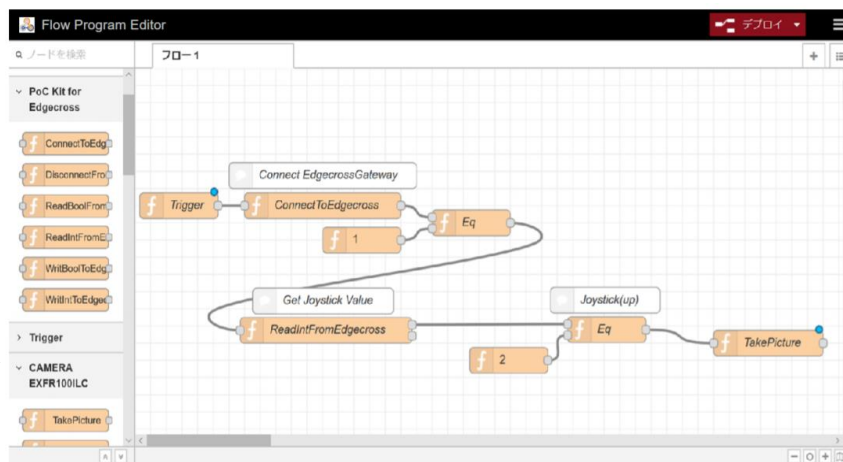 Flow Program Editor
デプロイ
ノードを検索
フロー 1
PoC Kit for
Edgecross
ConnectToEdg
DisconnectFro
ReadBoolFrom
ReadIntFromE
WritBoolToEdg
WritIntToEdgec
Trigger
CAMERA
EXFR100ILC
TakePicture
Connect EdgecrossGateway
Trigger
ConnectToEdgecross
Eq
1
Get Joystick Value
Joystick(up)
ReadIntFromEdgecross
Eq
2
TakePicture